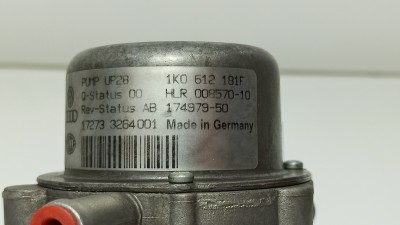 PUMP UP28 1K0 612 181F
Q-Status 00 HLR 009570-10
Rev-Status AB 174979-50
17273 3264001 Made in Germany